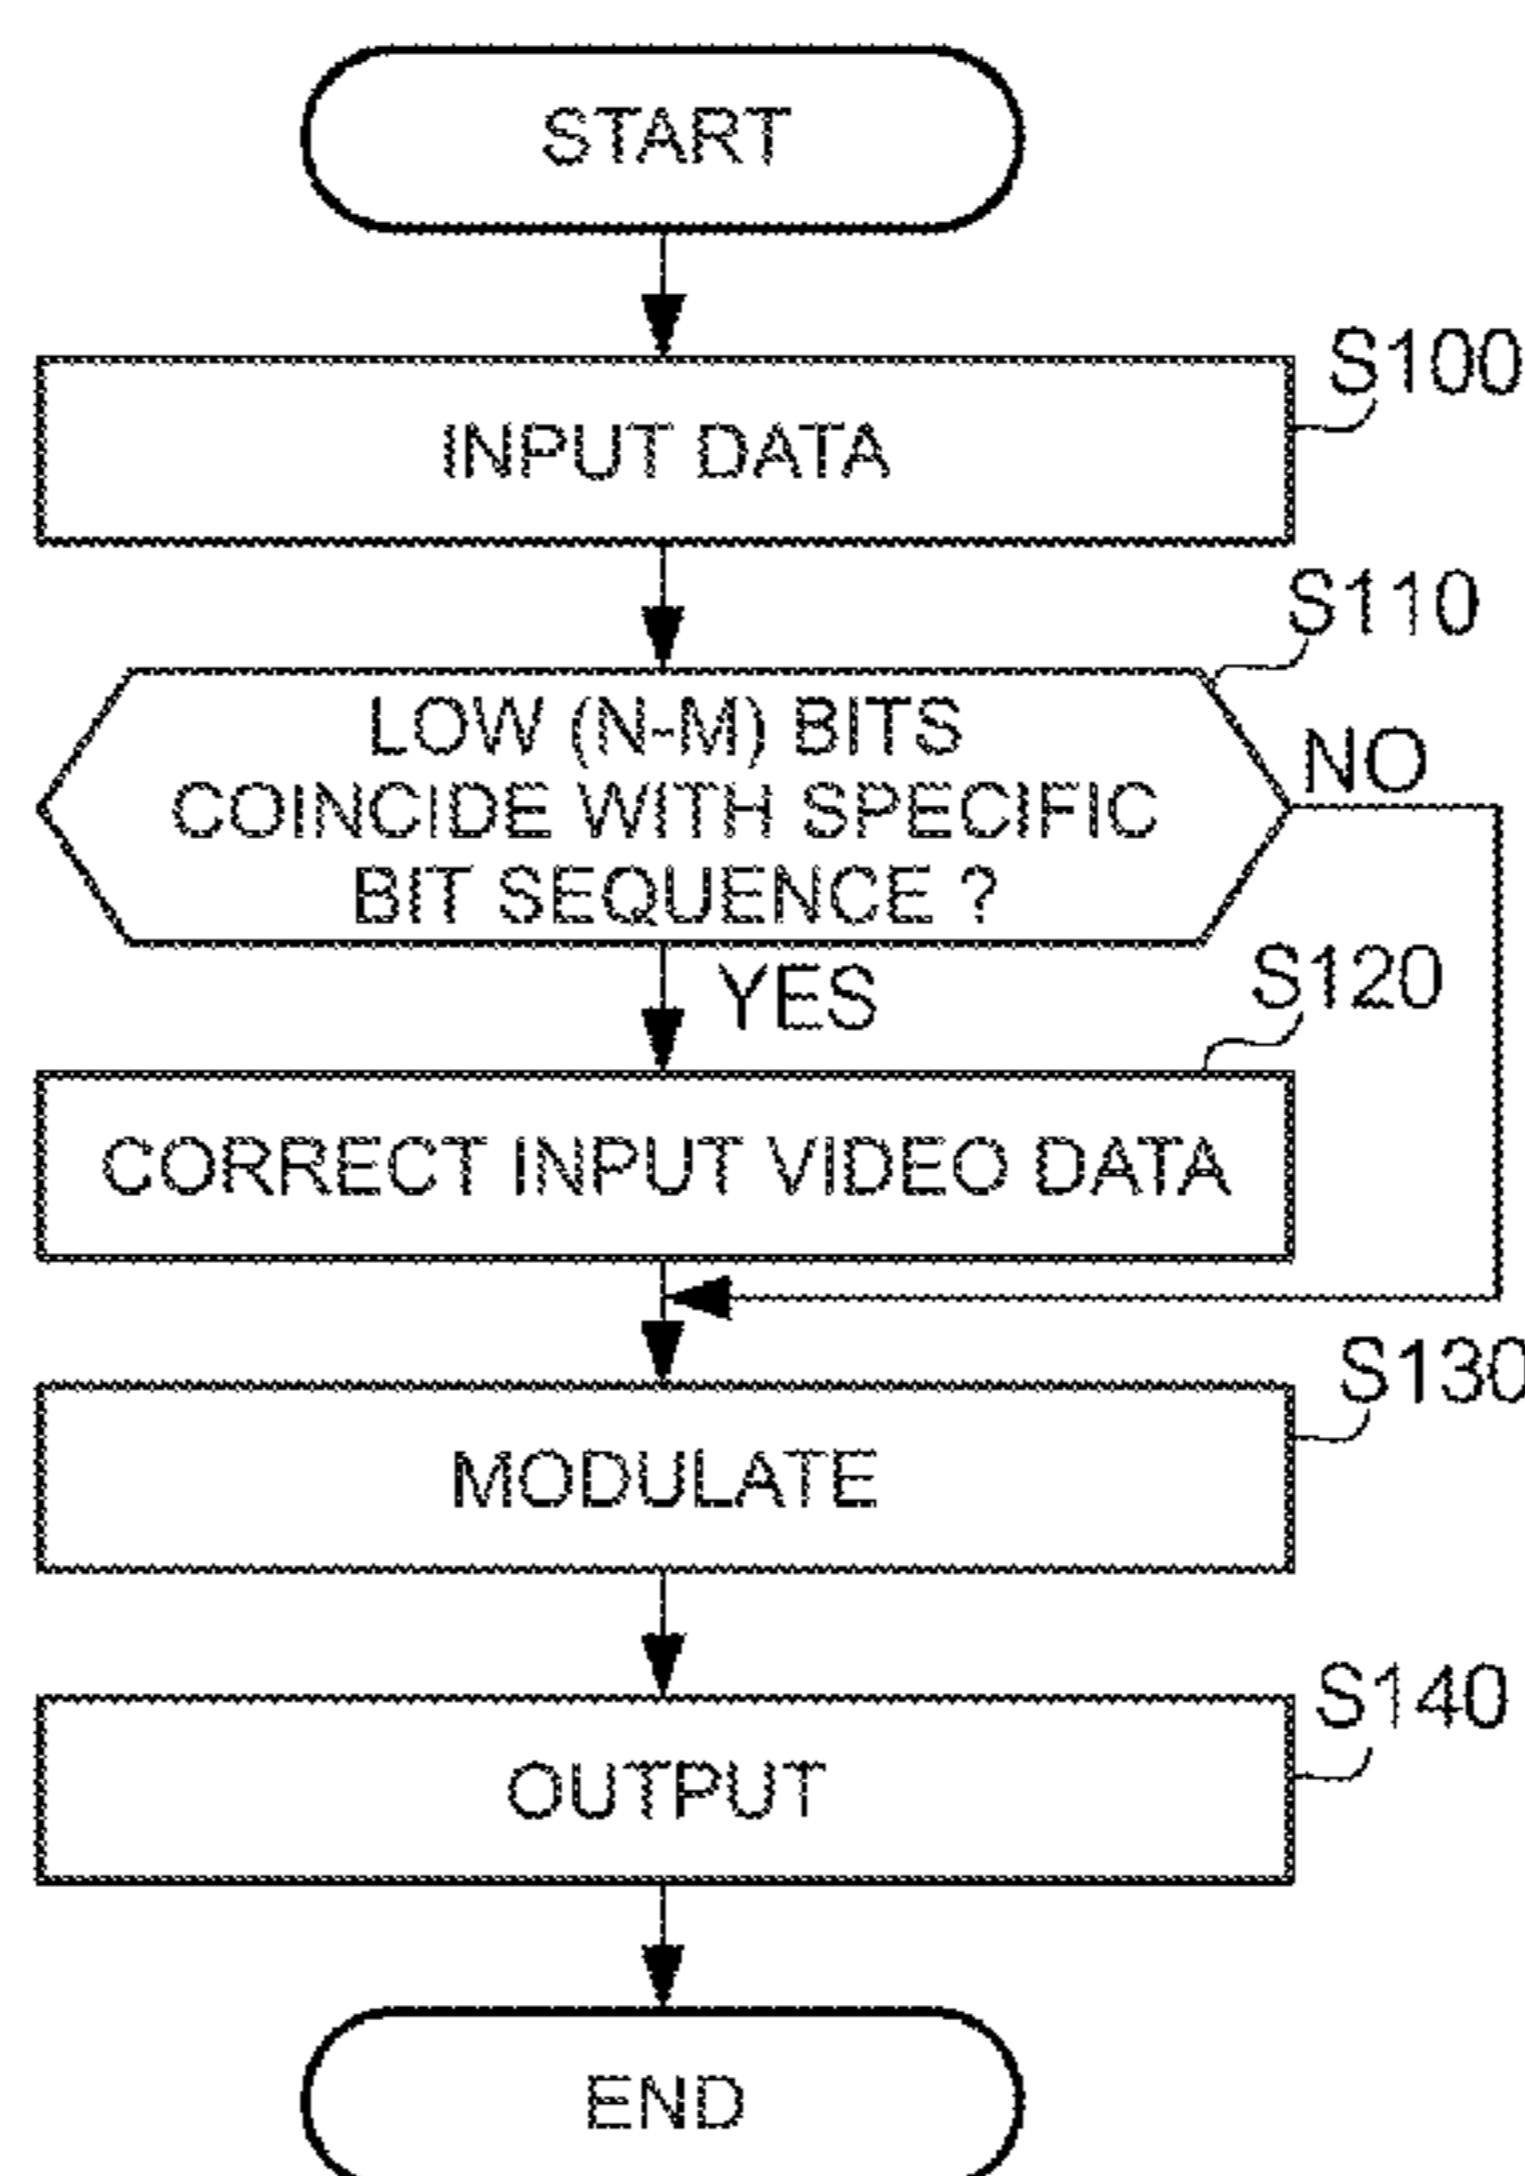 START
S100
INPUT DATA
S110
LOW (N-M) BITS
COINCIDE WITH SPECIFIC
BIT SEQUENCE ?
NO
YES
S120
CORRECT INPUT VIDEO DATA
S130
MODULATE
S140
OUTPUT
END